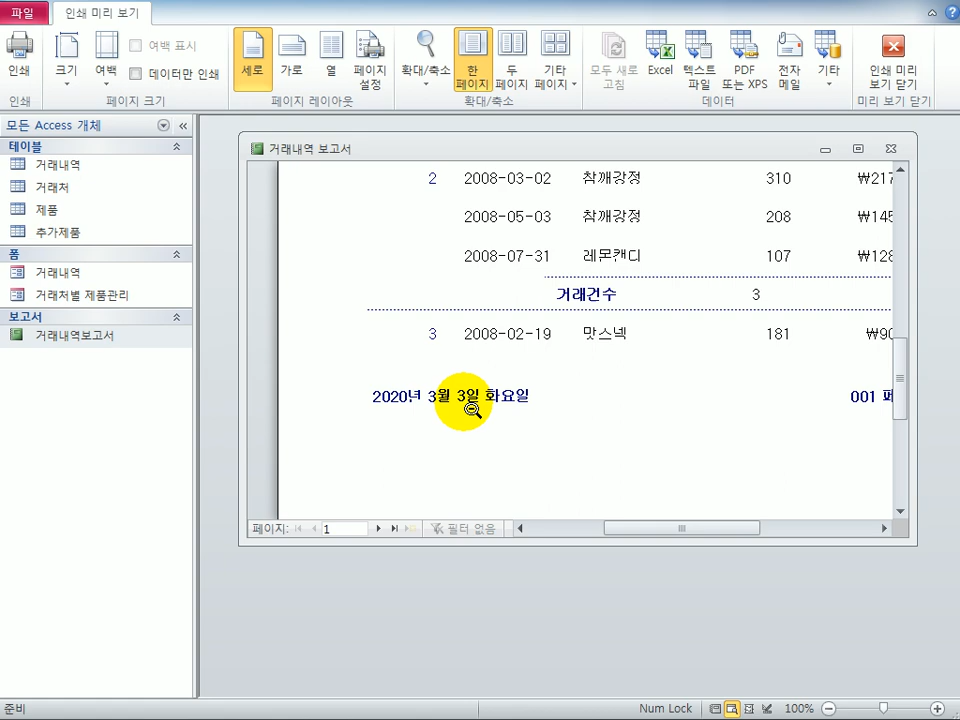 파일
인쇄 미리 보기
인쇄
크기
여백
여백 표시
데이터만 인쇄
세로
가로
열
페이지 설정
확대/축소
한 페이지
두 페이지
기타 페이지
모두 새로 고침
Excel
텍스트 파일
PDF 또는 XPS
전자 메일
기타
인쇄 미리 보기 닫기
인쇄
페이지 크기
페이지 레이아웃
확대/축소
데이터
미리 보기 닫기
모든 Access 개체
테이블
거래내역
거래처
제품
추가제품
폼
거래내역
거래처별 제품관리
보고서
거래내역보고서
거래내역 보고서
2 2008-03-02 참깨강정 310 ₩217
2008-05-03 참깨강정 208 ₩145
2008-07-31 레몬캔디 107 ₩128
거래건수 3
3 2008-02-19 맛스넥 181 ₩90
2020년 3월 3일 화요일 001 페
페이지: 1 필터 없음
준비
Num Lock
100%